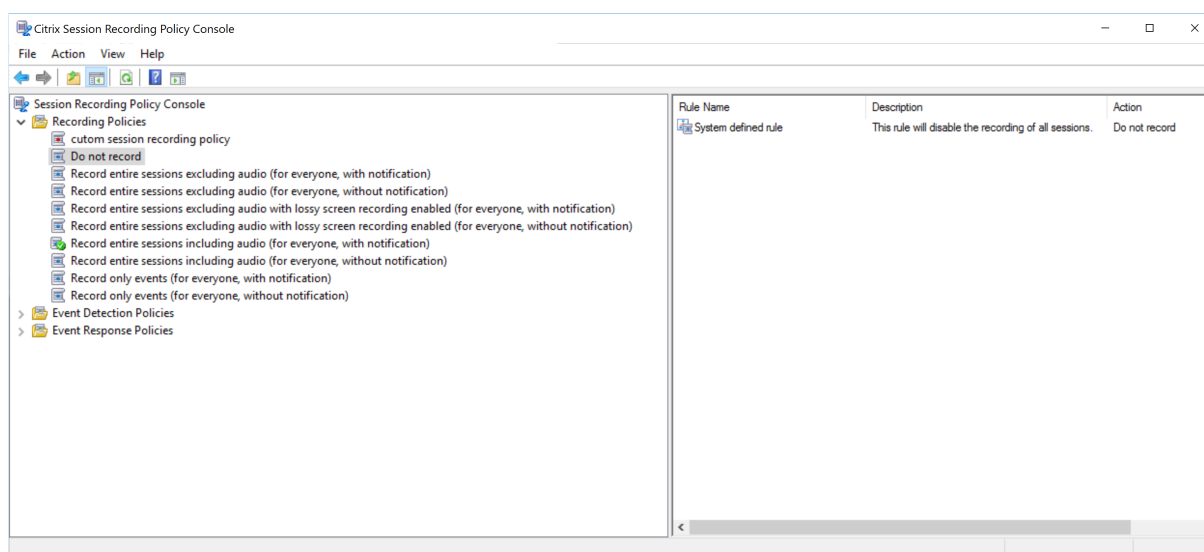 Citrix Session Recording Policy Console
File Action View Help
Session Recording Policy Console
Recording Policies
cutom session recording policy
Do not record
Record entire sessions excluding audio (for everyone, with notification)
Record entire sessions excluding audio (for everyone, without notification)
Record entire sessions excluding audio with lossy screen recording enabled (for everyone, with notification)
Record entire sessions excluding audio with lossy screen recording enabled (for everyone, without notification)
Record entire sessions including audio (for everyone, with notification)
Record entire sessions including audio (for everyone, without notification)
Record only events (for everyone, with notification)
Record only events (for everyone, without notification)
Event Detection Policies
Event Response Policies
Rule Name Description Action
System defined rule This rule will disable the recording of all sessions. Do not record